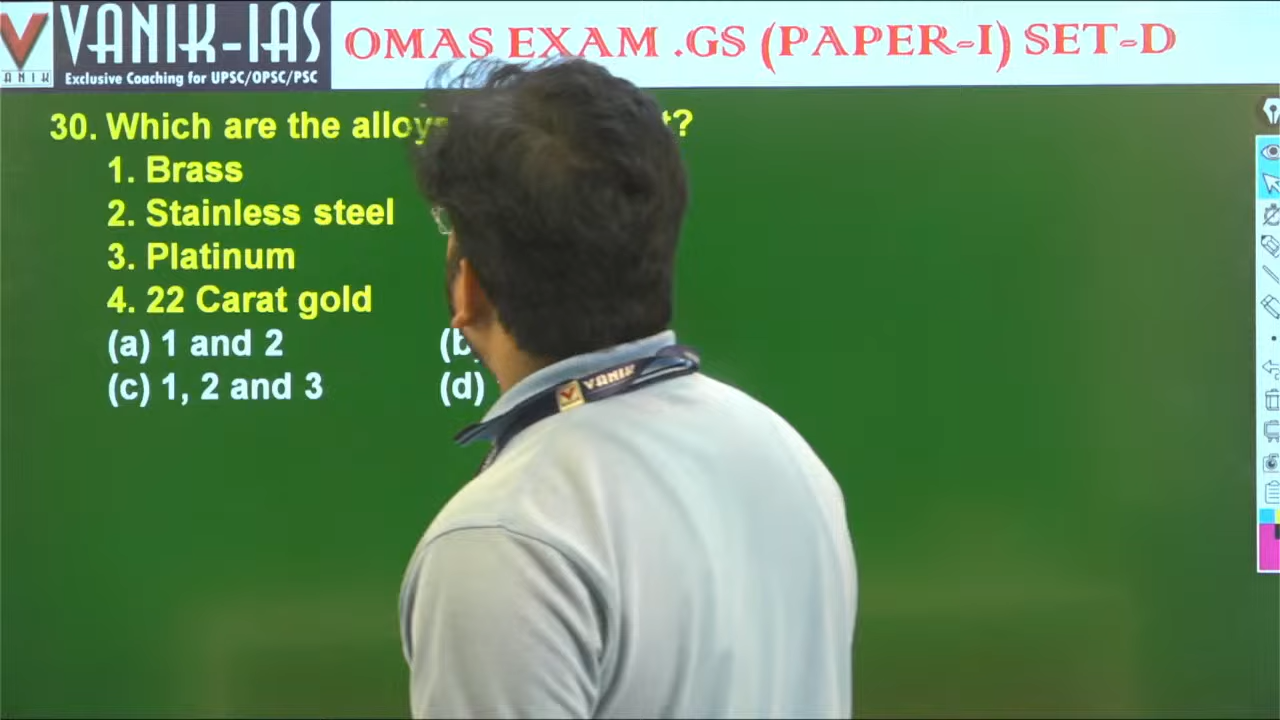 VANIK-IAS
Exclusive Coaching for UPSC/OPSC/PSC
VANIK
OMAS EXAM .GS (PAPER-I) SET-D
30. Which are the alloys t?
1. Brass
2. Stainless steel
3. Platinum
4. 22 Carat gold
(a) 1 and 2 (b)
(c) 1, 2 and 3 (d)
VANIK